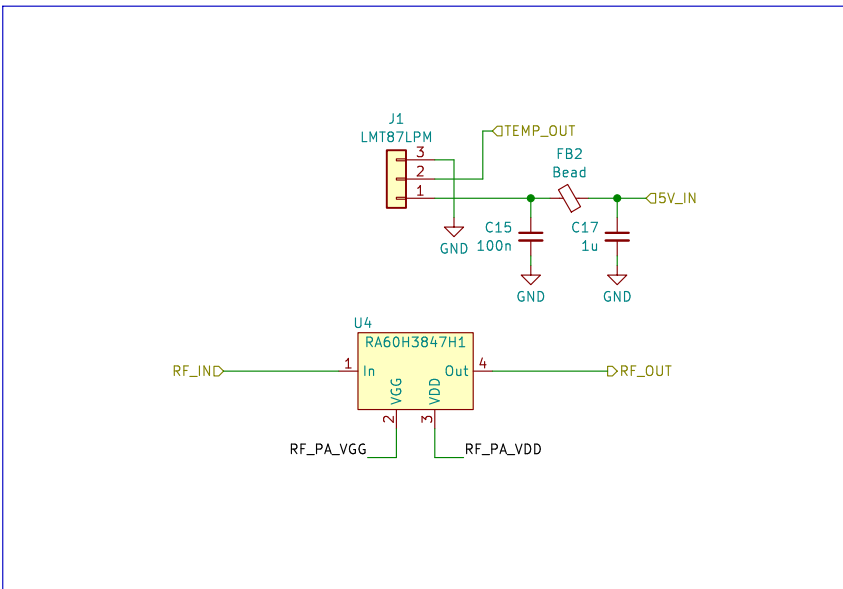 J1
LMT87LPM
3
2
1
TEMP_OUT
FB2
Bead
5V_IN
C15
100n
C17
1u
GND
GND
GND
U4
RA60H3847H1
RF_IN
1
In
Out
4
RF_OUT
VGG
VDD
2
3
RF_PA_VGG
RF_PA_VDD